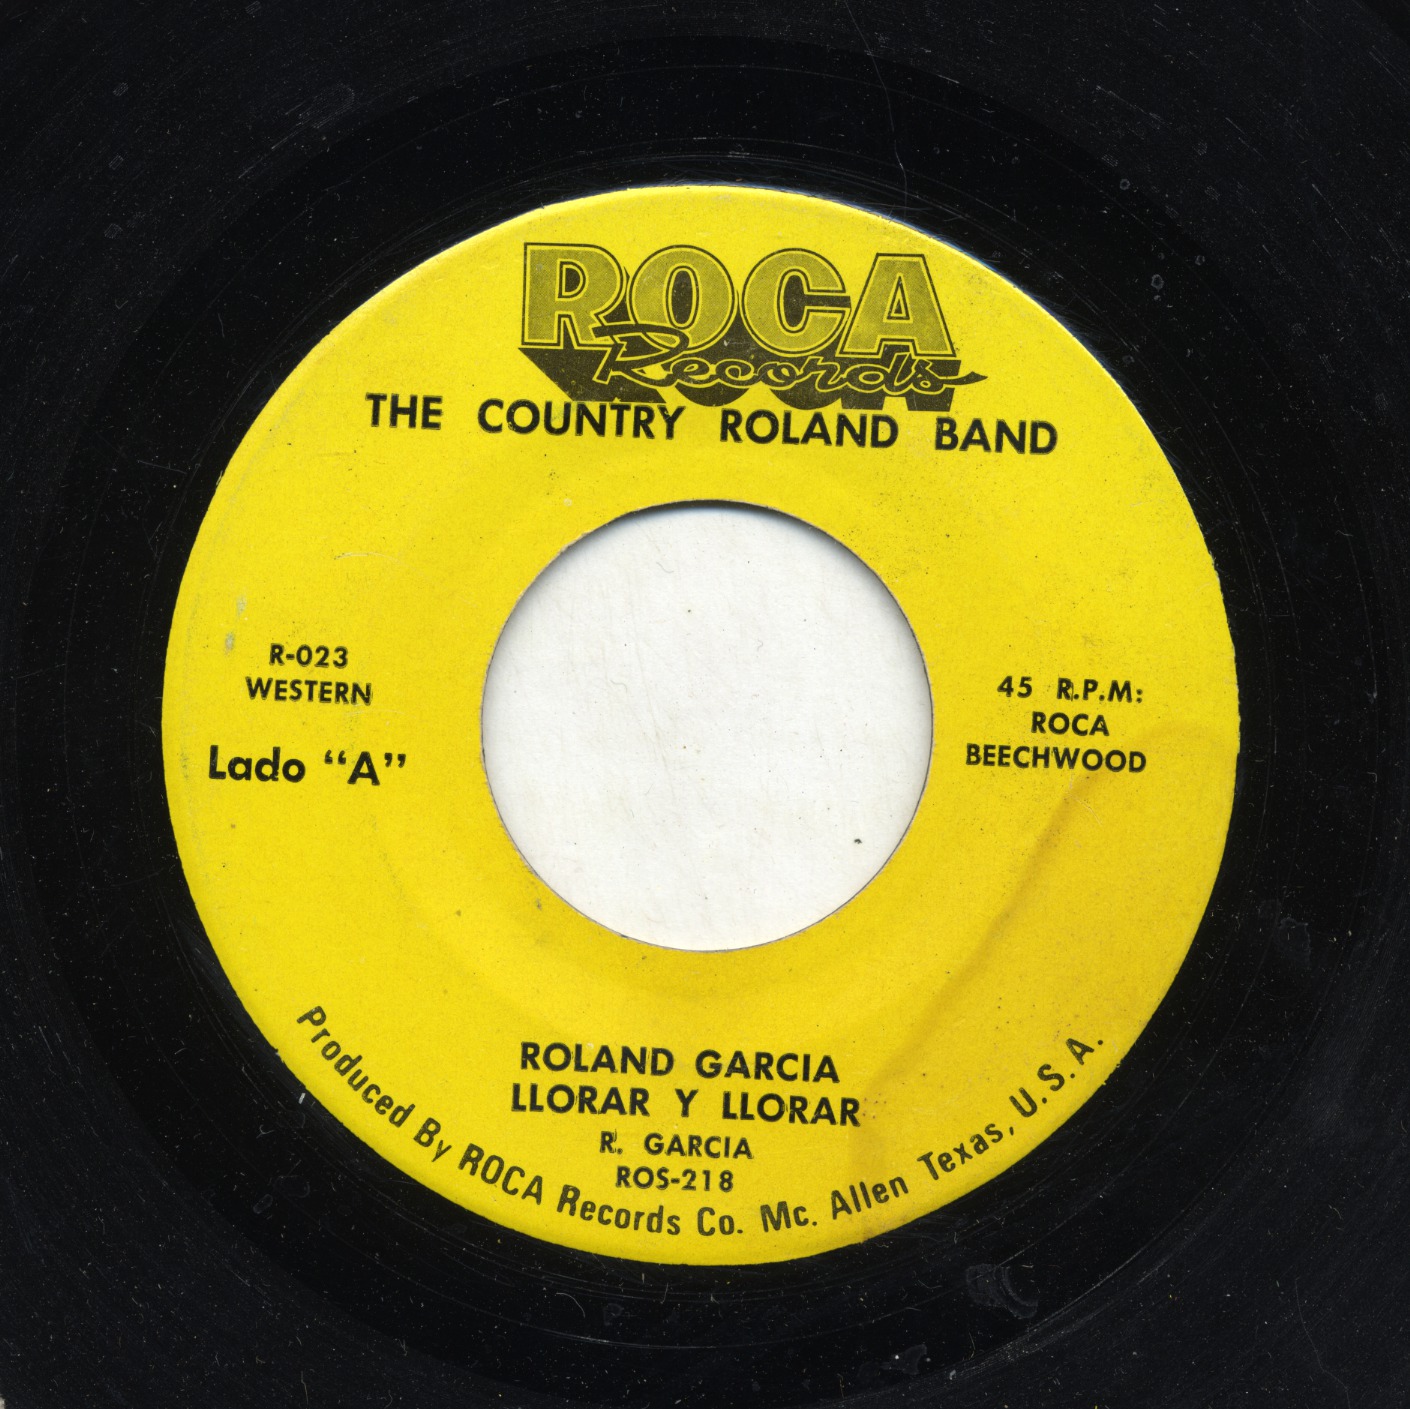 ROCA
Records
THE COUNTRY ROLAND BAND
R-023
WESTERN
Lado “A”
45 R.P.M:
ROCA
BEECHWOOD
ROLAND GARCIA
LLORAR Y LLORAR
R. GARCIA
ROS-218
Produced By ROCA Records Co. Mc. Allen Texas, U.S.A.